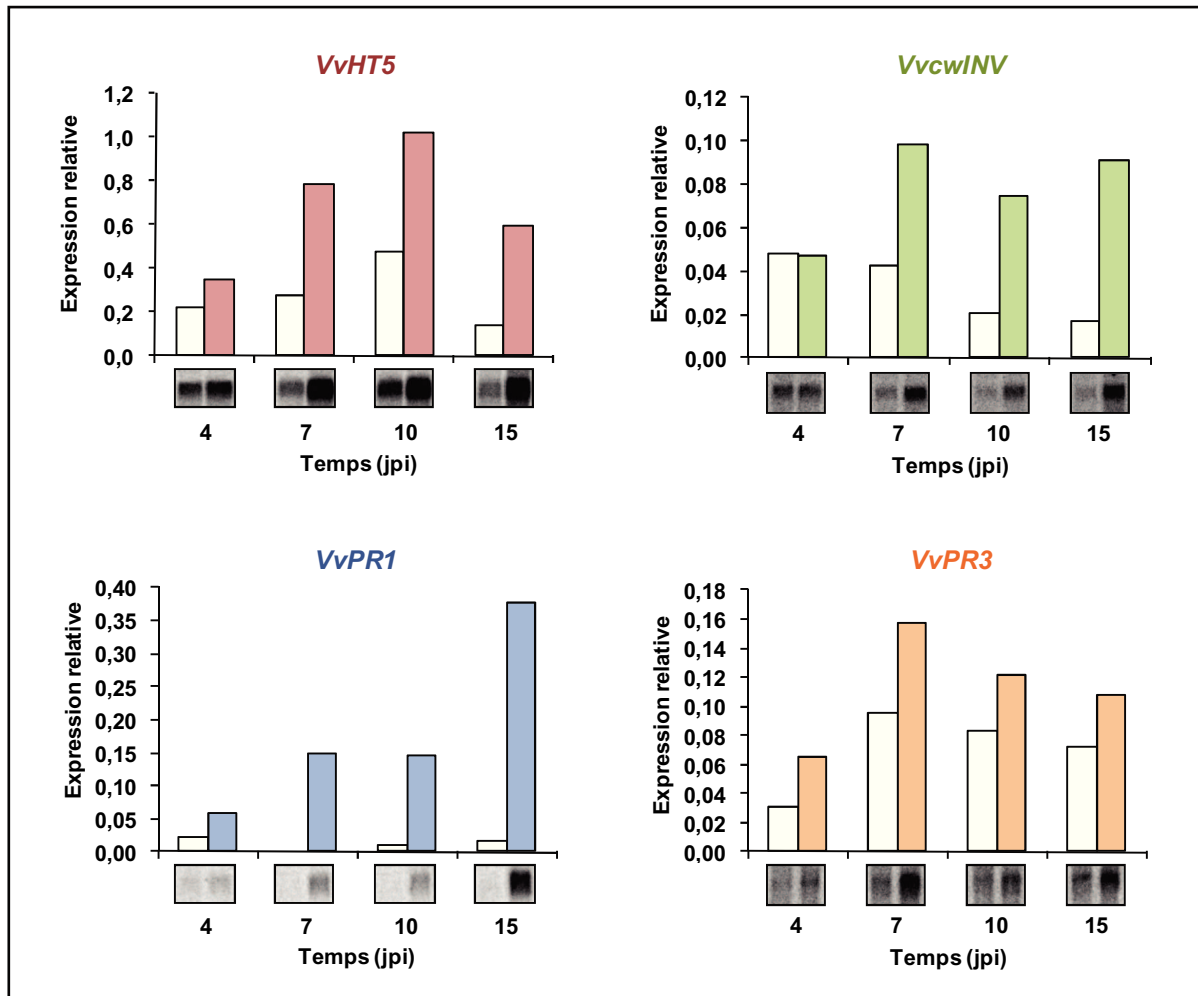 VvHT5
Expression relative
1,2
1,0
0,8
0,6
0,4
0,2
0,0
4 7 10 15
Temps (jpi)
VvcwINV
Expression relative
0,12
0,10
0,08
0,06
0,04
0,02
0,00
4 7 10 15
Temps (jpi)
VvPR1
Expression relative
0,40
0,35
0,30
0,25
0,20
0,15
0,10
0,05
0,00
4 7 10 15
Temps (jpi)
VvPR3
Expression relative
0,18
0,16
0,14
0,12
0,10
0,08
0,06
0,04
0,02
0,00
4 7 10 15
Temps (jpi)